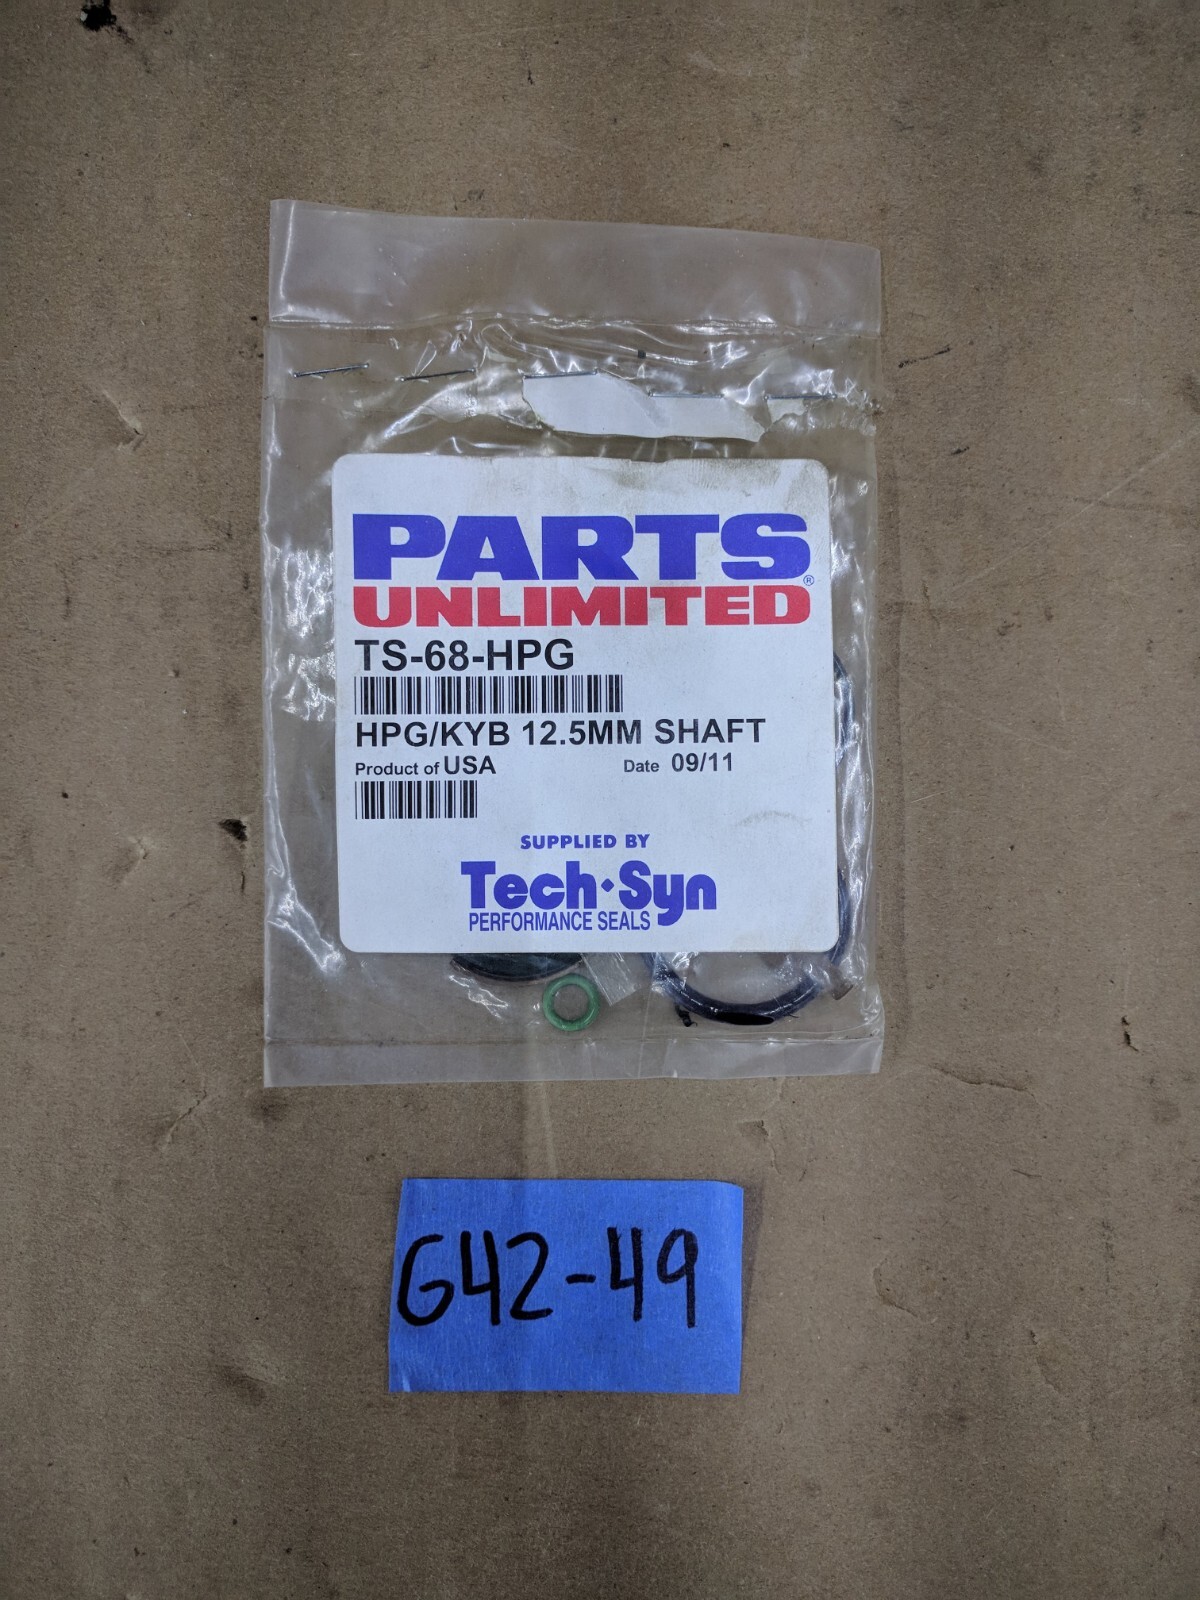 PARTS
UNLIMITED®
TS-68-HPG
HPG/KYB 12.5MM SHAFT
Product of USA Date 09/11
SUPPLIED BY
Tech·Syn
PERFORMANCE SEALS
G42-49